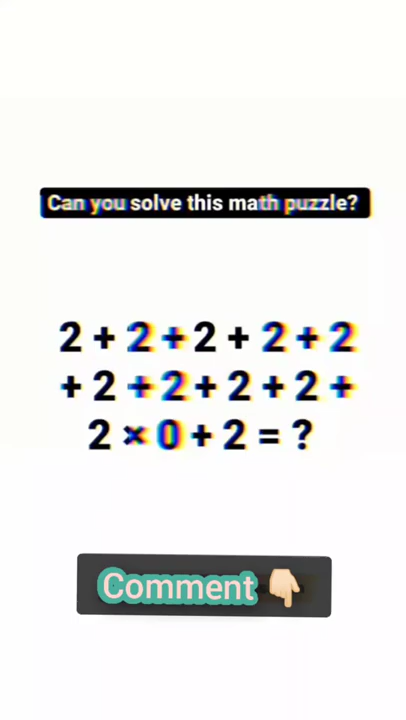 Can you solve this math puzzle?
2 + 2 + 2 + 2 + 2
+ 2 + 2 + 2 + 2 +
2 × 0 + 2 = ?
Comment 👇🏻